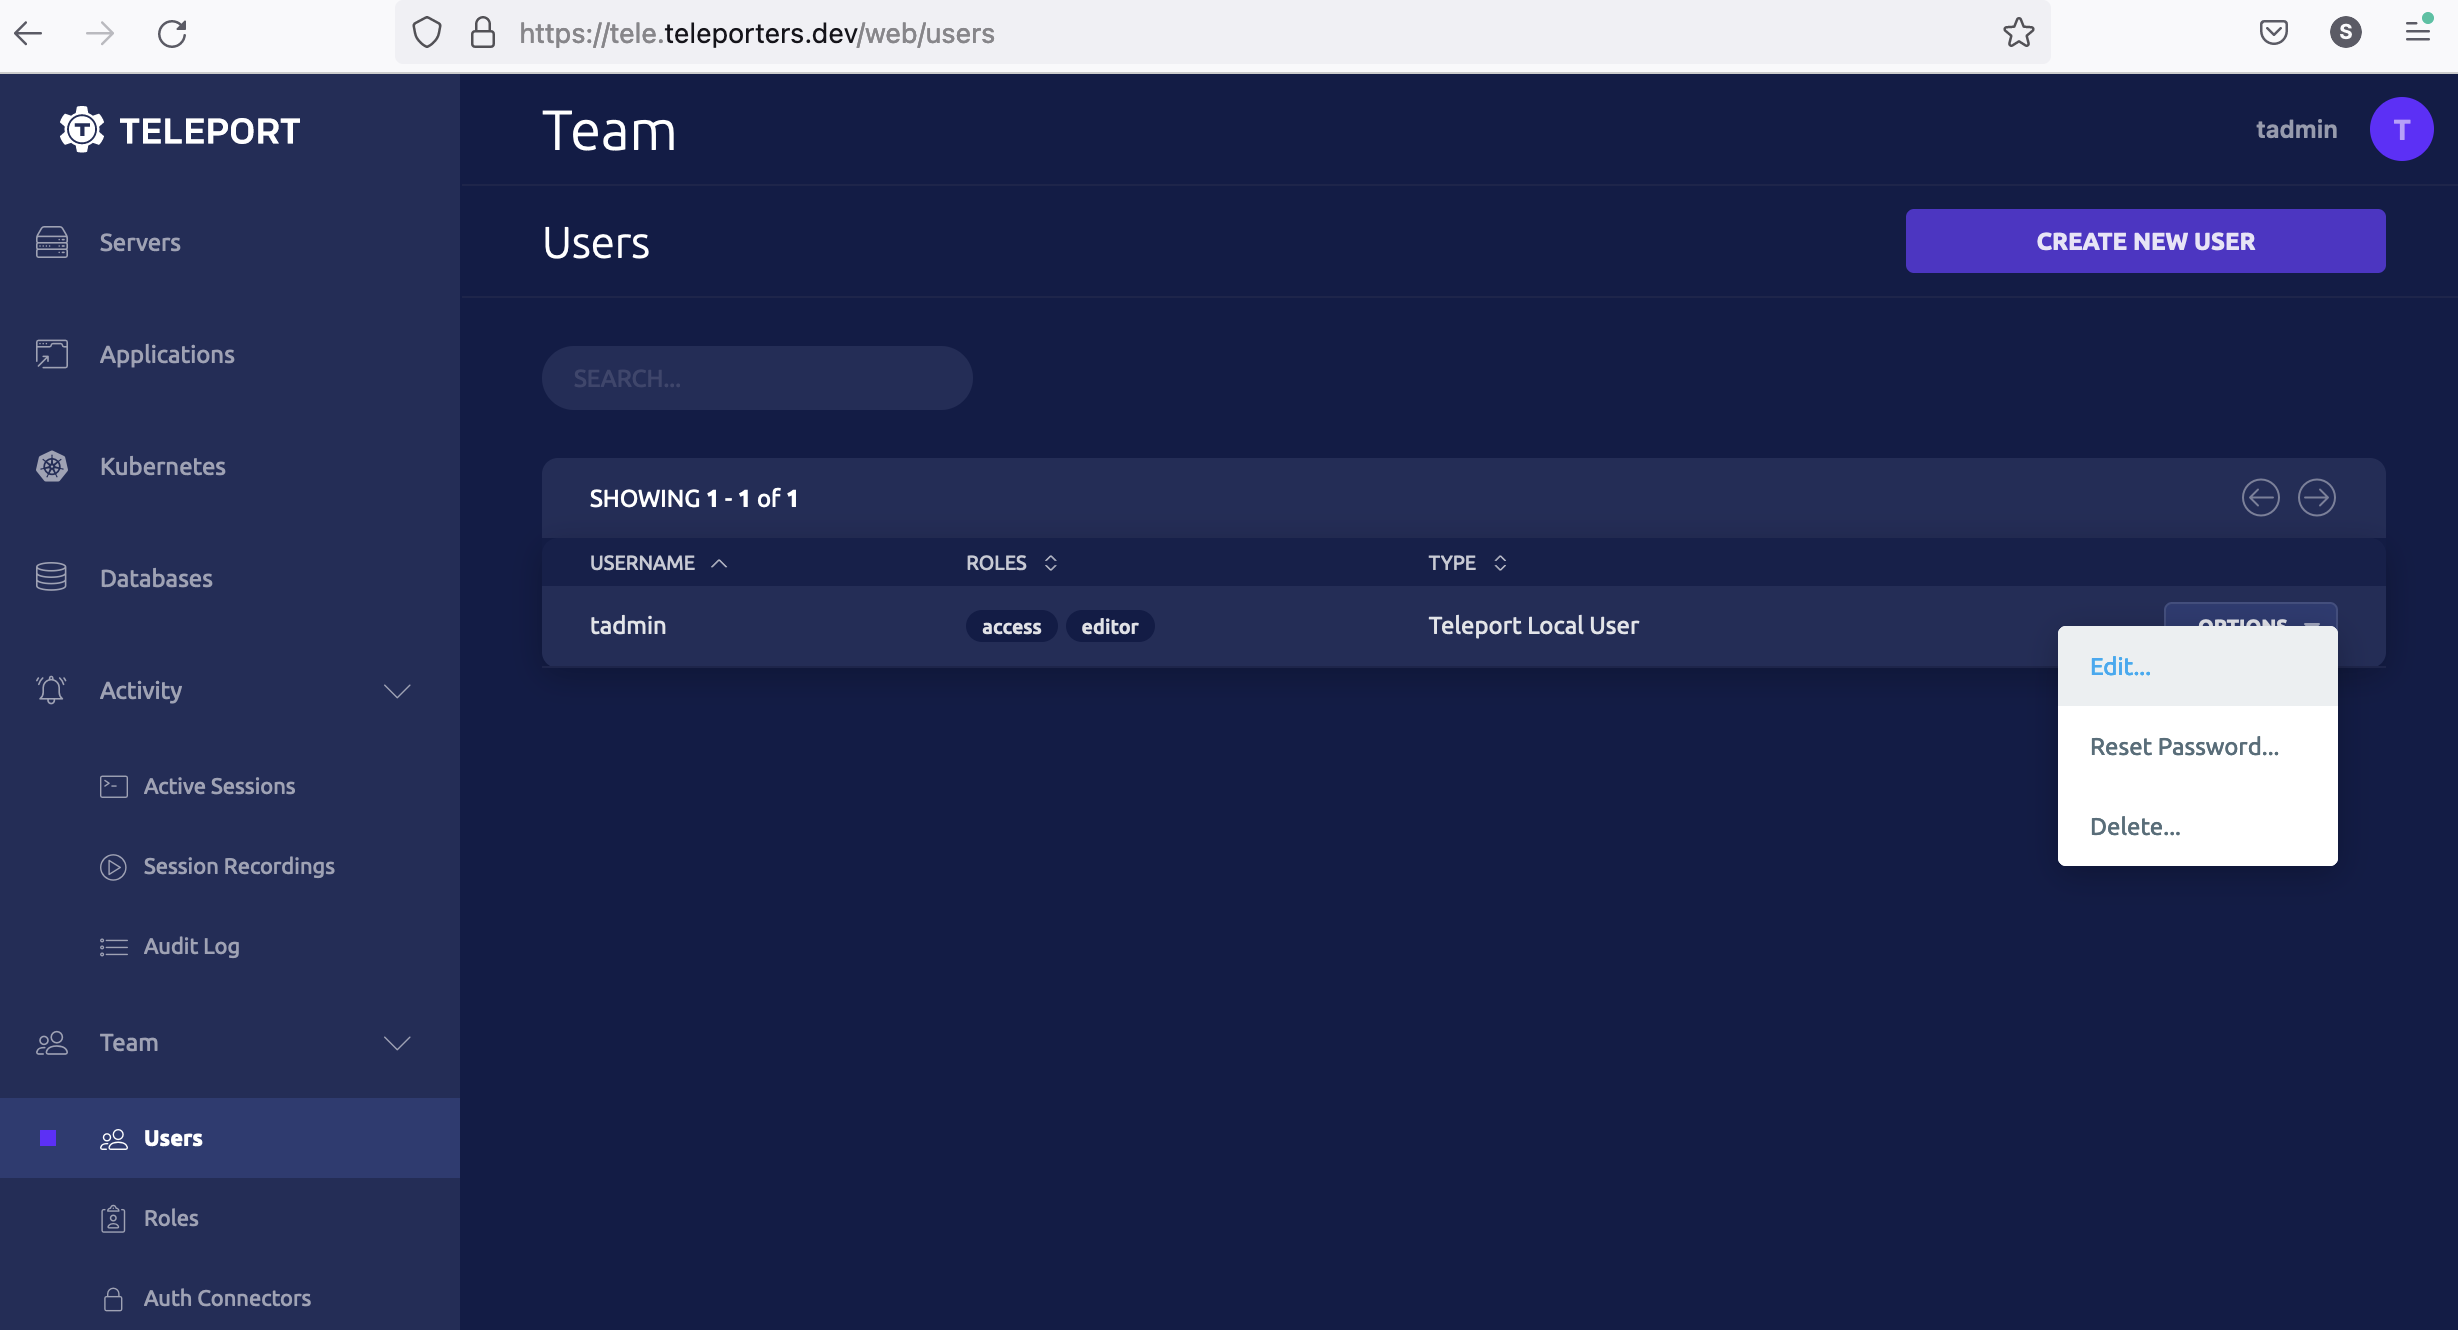 https://tele.teleporters.dev/web/users
S
TELEPORT
Team
tadmin
T
Servers
Users
CREATE NEW USER
Applications
SEARCH...
Kubernetes
SHOWING 1 - 1 of 1
Databases
USERNAME
ROLES
TYPE
tadmin
access
editor
Teleport Local User
OPTIONS
Edit...
Reset Password...
Delete...
Activity
Active Sessions
Session Recordings
Audit Log
Team
Users
Roles
Auth Connectors